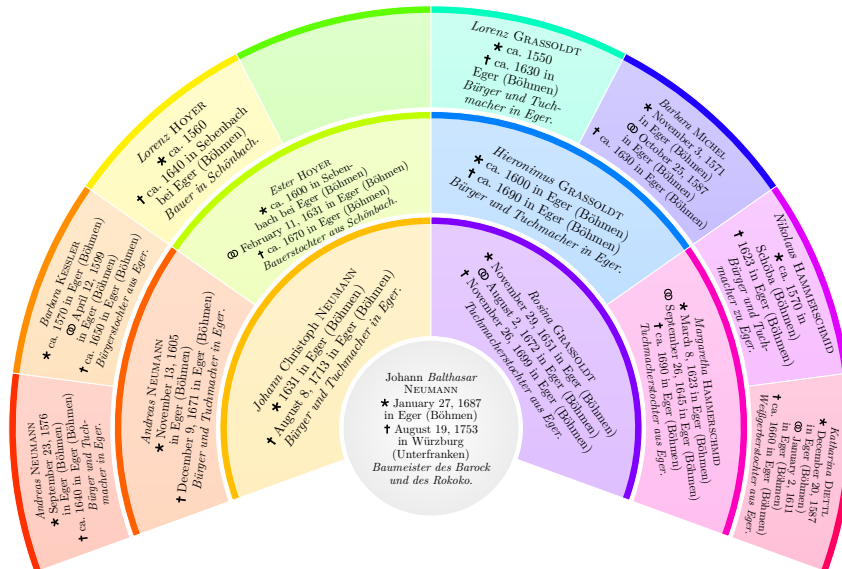 Johann Balthasar
NEUMANN
* January 27, 1687
in Eger (Böhmen)
† August 19, 1753
in Würzburg
(Unterfranken)
Baumeister des Barock
und des Rokoko.
Johann Christoph NEUMANN
* 1631 in Eger (Böhmen)
† August 8, 1713 in Eger (Böhmen)
Bürger und Tuchmacher in Eger.
Rosina GRASSOLDT
* November 29, 1651 in Eger (Böhmen)
⚭ August 2, 1672 in Eger (Böhmen)
† November 26, 1699 in Eger (Böhmen)
Tuchmacherstochter aus Eger.
Andreas NEUMANN
* November 13, 1605
in Eger (Böhmen)
† December 9, 1671 in Eger (Böhmen)
Bürger und Tuchmacher in Eger.
Ester HOYER
* ca. 1600 in Seben-
bach bei Eger (Böhmen)
⚭ February 11, 1631 in Eger (Böhmen)
† ca. 1670 in Eger (Böhmen)
Bauerstochter aus Schönbach.
Hieronimus GRASSOLDT
* ca. 1600 in Eger (Böhmen)
† ca. 1690 in Eger (Böhmen)
Bürger und Tuchmacher in Eger.
Margaretha HAMMERSCHMID
* March 8, 1623 in Eger (Böhmen)
⚭ September 26, 1645 in Eger (Böhmen)
† ca. 1690 in Eger (Böhmen)
Tuchmacherstochter aus Eger.
Andreas NEUMANN
* September 23, 1576
in Eger (Böhmen)
† ca. 1640 in Eger (Böhmen)
Bürger und Tuch-
macher in Eger.
Barbara KESSLER
* ca. 1570 in Eger (Böhmen)
⚭ April 12, 1599
in Eger (Böhmen)
† ca. 1650 in Eger (Böhmen)
Bürgerstochter aus Eger.
Lorenz HOYER
* ca. 1560
† ca. 1640 in Sebenbach
bei Eger (Böhmen)
Bauer in Schönbach.
Lorenz GRASSOLDT
* ca. 1550
† ca. 1630 in
Eger (Böhmen)
Bürger und Tuch-
macher in Eger.
Barbara MICHEL
* November 3, 1571
in Eger (Böhmen)
⚭ October 25, 1587
in Eger (Böhmen)
† ca. 1630 in Eger (Böhmen)
Nikolaus HAMMERSCHMID
* ca. 1570 in
Schöba (Böhmen)
† 1623 in Eger (Böhmen)
Bürger und Tuch-
macher zu Eger.
Katharina DIETTL
* December 20, 1587
in Eger (Böhmen)
⚭ January 2, 1611
in Eger (Böhmen)
† ca. 1660 in Eger (Böhmen)
Weißgerberstochter aus Eger.